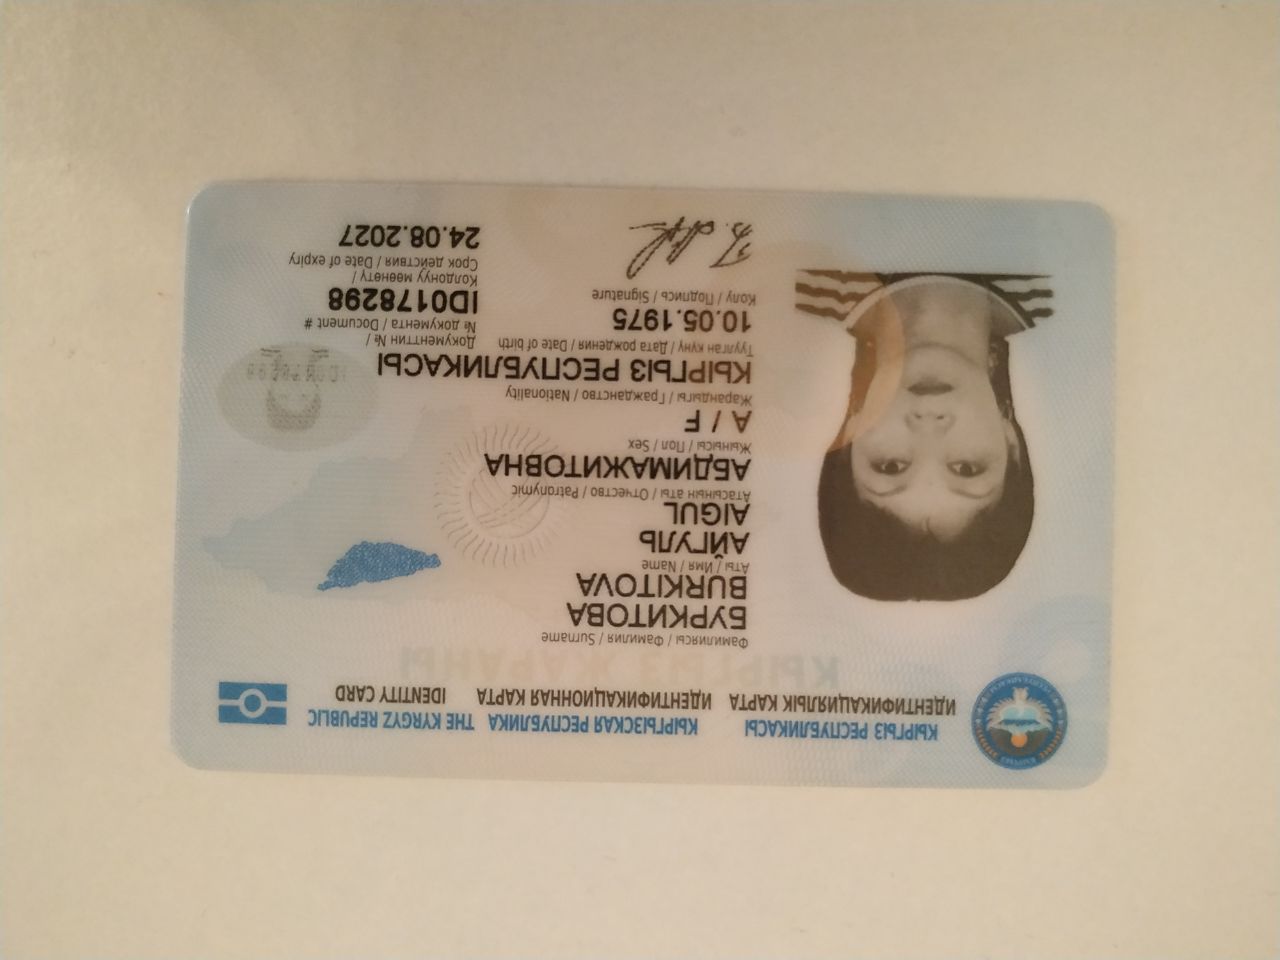 КЫРГЫЗ РЕСПУБЛИКАСЫ КЫРГЫЗСКАЯ РЕСПУБЛИКА THE KYRGYZ REPUBLIC
ИДЕНТИФИКАЦИЯЛЫК КАРТА ИДЕНТИФИКАЦИОННАЯ КАРТА IDENTITY CARD
КЫРГЫЗ ЖАРАНЫ
Фамилиясы / Фамилия / Surname
БУРКИТОВА
BURKITOVA
Аты / Имя / Name
АЙГУЛЬ
AIGUL
Атасынын аты / Отчество / Patronymic
АБДИМАЖИТОВНА
Жынысы / Пол / Sex
А / F
Жарандыгы / Гражданство / Nationality
КЫРГЫЗ РЕСПУБЛИКАСЫ
Туулган күнү / Дата рождения / Date of birth
10.05.1975
Документтин № /
№ документа / Document #
ID0178298
Колу / Подпись / Signature
Колдонуу мөөнөтү /
Срок действия / Date of expiry
24.08.2027